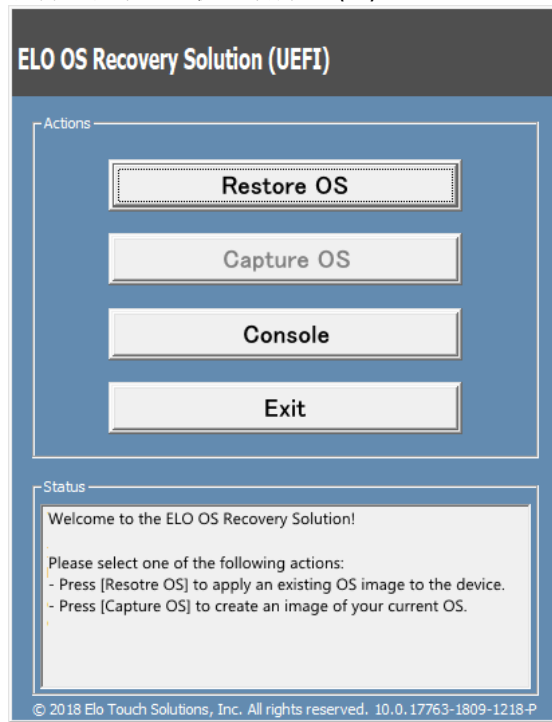 ELO OS Recovery Solution (UEFI)
Actions
Restore OS
Capture OS
Console
Exit
Status
Welcome to the ELO OS Recovery Solution!
Please select one of the following actions:
- Press [Resotre OS] to apply an existing OS image to the device.
- Press [Capture OS] to create an image of your current OS.
© 2018 Elo Touch Solutions, Inc. All rights reserved. 10.0.17763-1809-1218-P